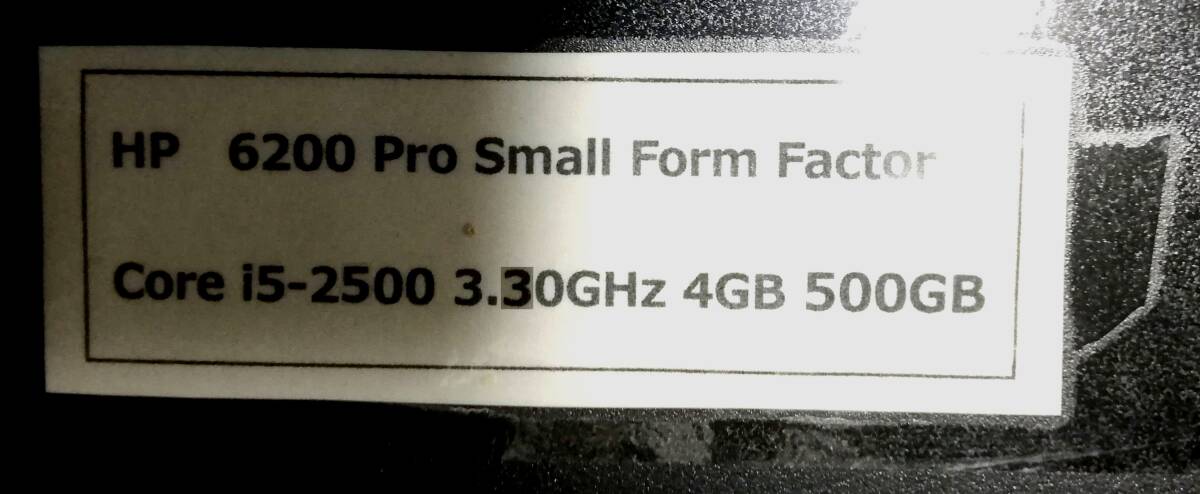 HP 6200 Pro Small Form Factor
Core i5-2500 3.30GHz 4GB 500GB